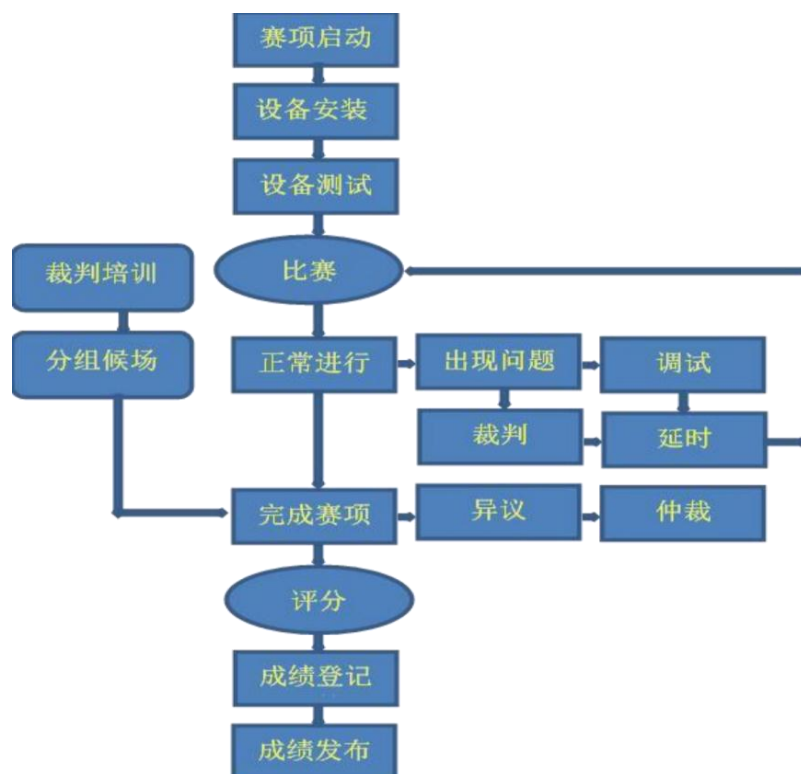 赛项启动
设备安装
设备测试
比赛
裁判培训
分组候场
正常进行
出现问题
调试
裁判
延时
完成赛项
异议
仲裁
评分
成绩登记
成绩发布